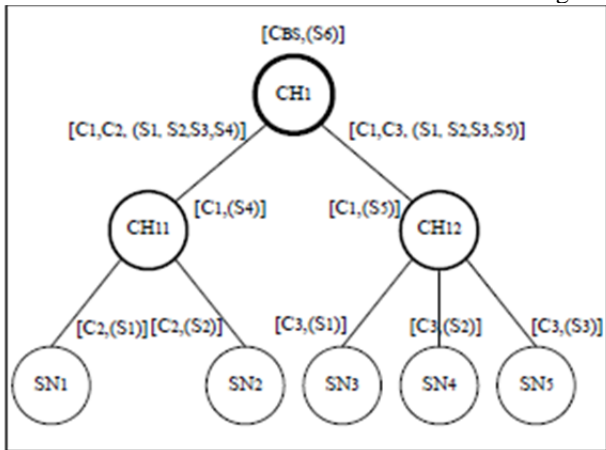 [CBS,(S6)]
CH1
[C1,C2, (S1, S2,S3,S4)]
[C1,C3, (S1, S2,S3,S5)]
[C1,(S4)]
[C1,(S5)]
CH11
CH12
[C2,(S1)]
[C2,(S2)]
[C3,(S1)]
[C3,(S2)]
[C3,(S3)]
SN1
SN2
SN3
SN4
SN5